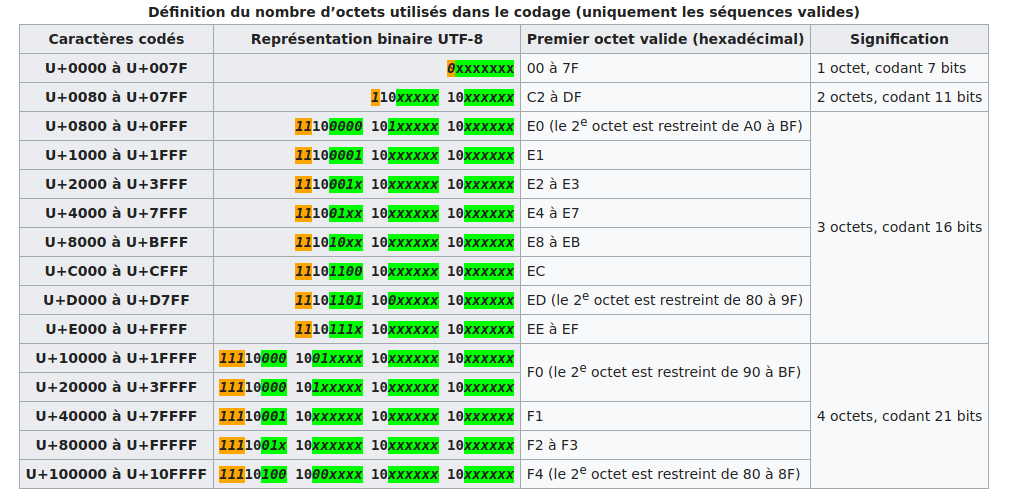 Définition du nombre d’octets utilisés dans le codage (uniquement les séquences valides)
Caractères codés Représentation binaire UTF-8 Premier octet valide (hexadécimal) Signification
U+0000 à U+007F 0xxxxxxx 00 à 7F 1 octet, codant 7 bits
U+0080 à U+07FF 110xxxxx 10xxxxxx C2 à DF 2 octets, codant 11 bits
U+0800 à U+0FFF 11100000 101xxxxx 10xxxxxx E0 (le 2e octet est restreint de A0 à BF)
U+1000 à U+1FFF 11100001 10xxxxxx 10xxxxxx E1
U+2000 à U+3FFF 1110001x 10xxxxxx 10xxxxxx E2 à E3
U+4000 à U+7FFF 111001xx 10xxxxxx 10xxxxxx E4 à E7
3 octets, codant 16 bits
U+8000 à U+BFFF 111010xx 10xxxxxx 10xxxxxx E8 à EB
U+C000 à U+CFFF 11101100 10xxxxxx 10xxxxxx EC
U+D000 à U+D7FF 11101101 100xxxxx 10xxxxxx ED (le 2e octet est restreint de 80 à 9F)
U+E000 à U+FFFF 1110111x 10xxxxxx 10xxxxxx EE à EF
U+10000 à U+1FFFF 11110000 1001xxxx 10xxxxxx 10xxxxxx
F0 (le 2e octet est restreint de 90 à BF)
U+20000 à U+3FFFF 11110000 101xxxxx 10xxxxxx 10xxxxxx
U+40000 à U+7FFFF 11110001 10xxxxxx 10xxxxxx 10xxxxxx F1 4 octets, codant 21 bits
U+80000 à U+FFFFF 1111001x 10xxxxxx 10xxxxxx 10xxxxxx F2 à F3
U+100000 à U+10FFFF 11110100 1000xxxx 10xxxxxx 10xxxxxx F4 (le 2e octet est restreint de 80 à 8F)